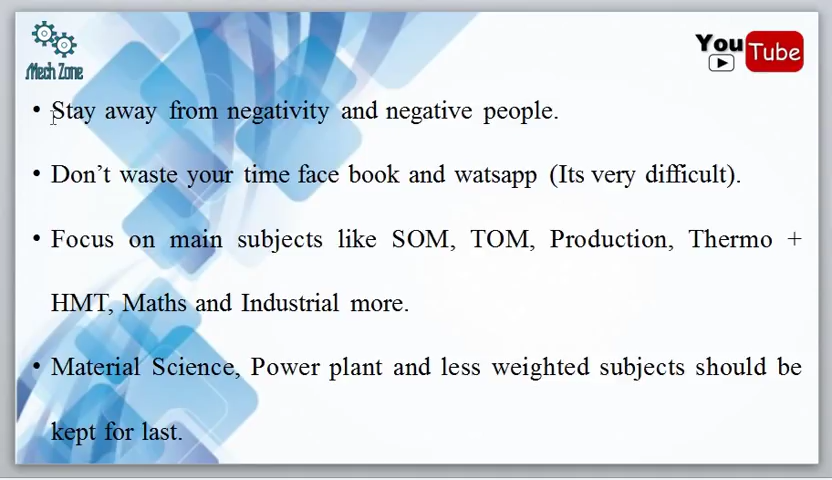 Mech Zone
You Tube
• Stay away from negativity and negative people.
• Don't waste your time face book and watsapp (Its very difficult).
• Focus on main subjects like SOM, TOM, Production, Thermo +
HMT, Maths and Industrial more.
• Material Science, Power plant and less weighted subjects should be
kept for last.